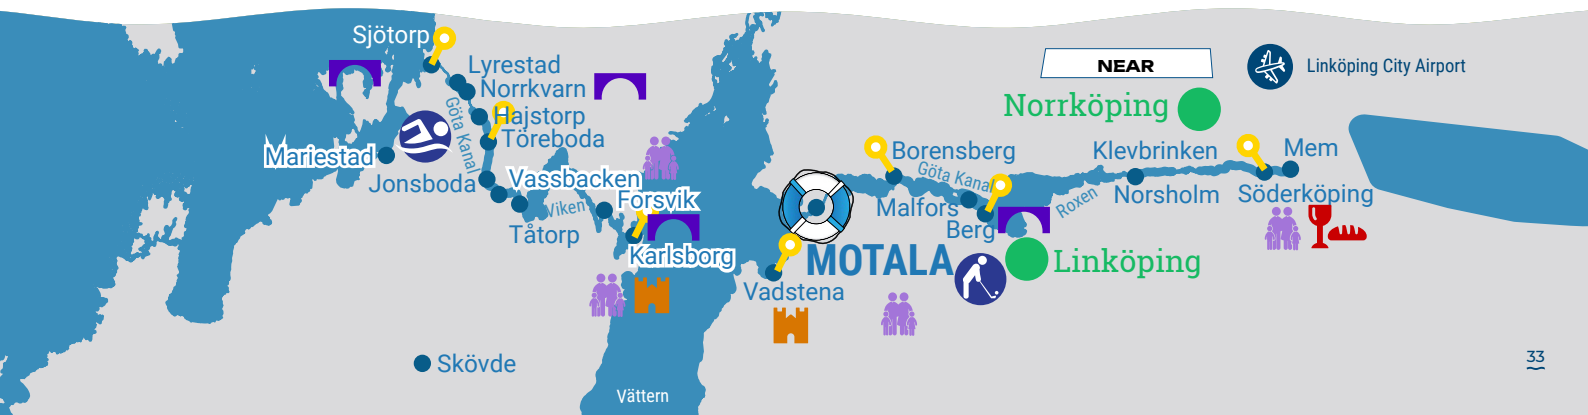 Sjötorp
Lyrestad
Norrkvarn
Göta Kanal
Hajstorp
Töreboda
Mariestad
Jonsboda
Vassbacken
Viken
Forsvik
Tåtorp
Karlsborg
Skövde
Vättern
NEAR
Linköping City Airport
Norrköping
Borensberg
Göta Kanal
Klevbrinken
Mem
Malfors
Roxen
Norsholm
Söderköping
Berg
MOTALA
Linköping
Vadstena
33